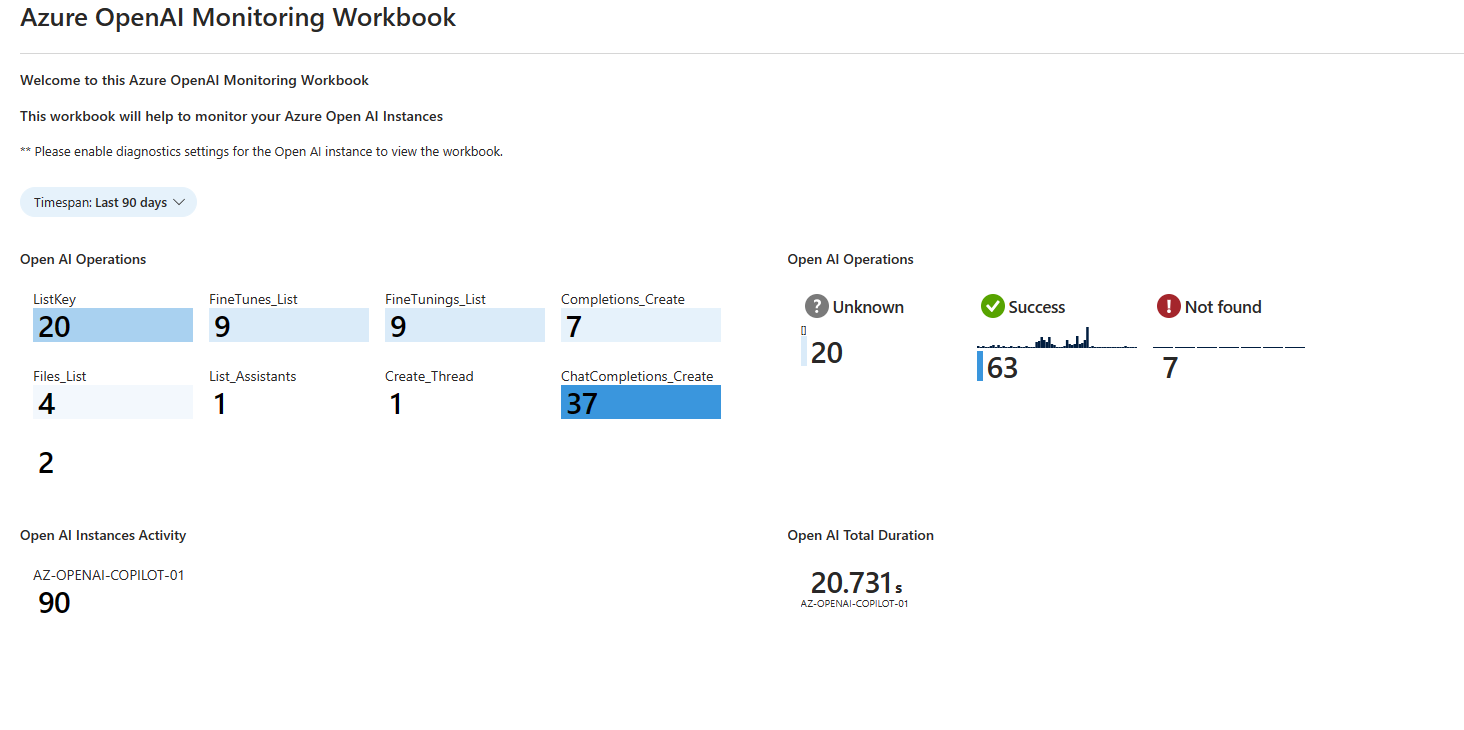 Azure OpenAI Monitoring Workbook
Welcome to this Azure OpenAI Monitoring Workbook
This workbook will help to monitor your Azure Open AI Instances
** Please enable diagnostics settings for the Open AI instance to view the workbook.
Timespan: Last 90 days
Open AI Operations
ListKey
20
FineTunes_List
9
FineTunings_List
9
Completions_Create
7
Files_List
4
List_Assistants
1
Create_Thread
1
ChatCompletions_Create
37
2
Open AI Operations
? Unknown
[]
20
Success
63
! Not found
7
Open AI Instances Activity
AZ-OPENAI-COPILOT-01
90
Open AI Total Duration
20.731 s
AZ-OPENAI-COPILOT-01